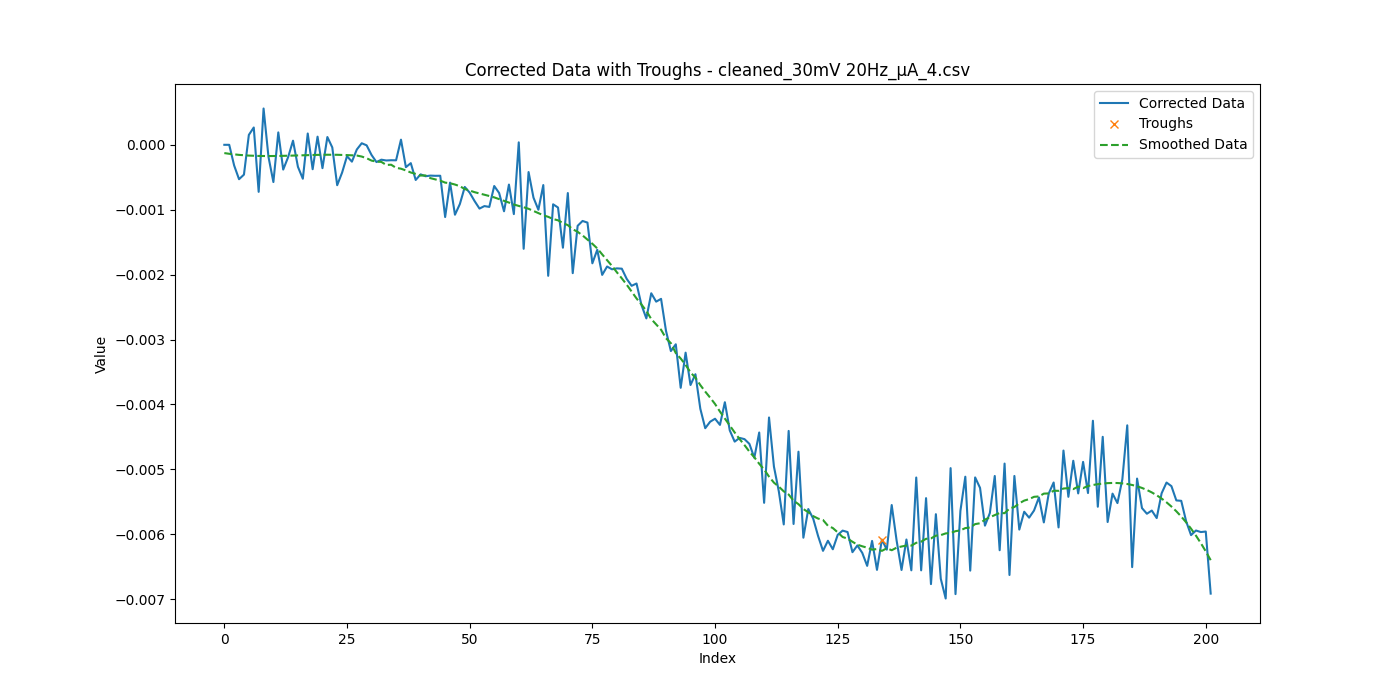 Corrected Data with Troughs - cleaned_30mV 20Hz_μA_4.csv
Corrected Data
Troughs
Smoothed Data
Value
0.000
−0.001
−0.002
−0.003
−0.004
−0.005
−0.006
−0.007
0 25 50 75 100 125 150 175 200
Index